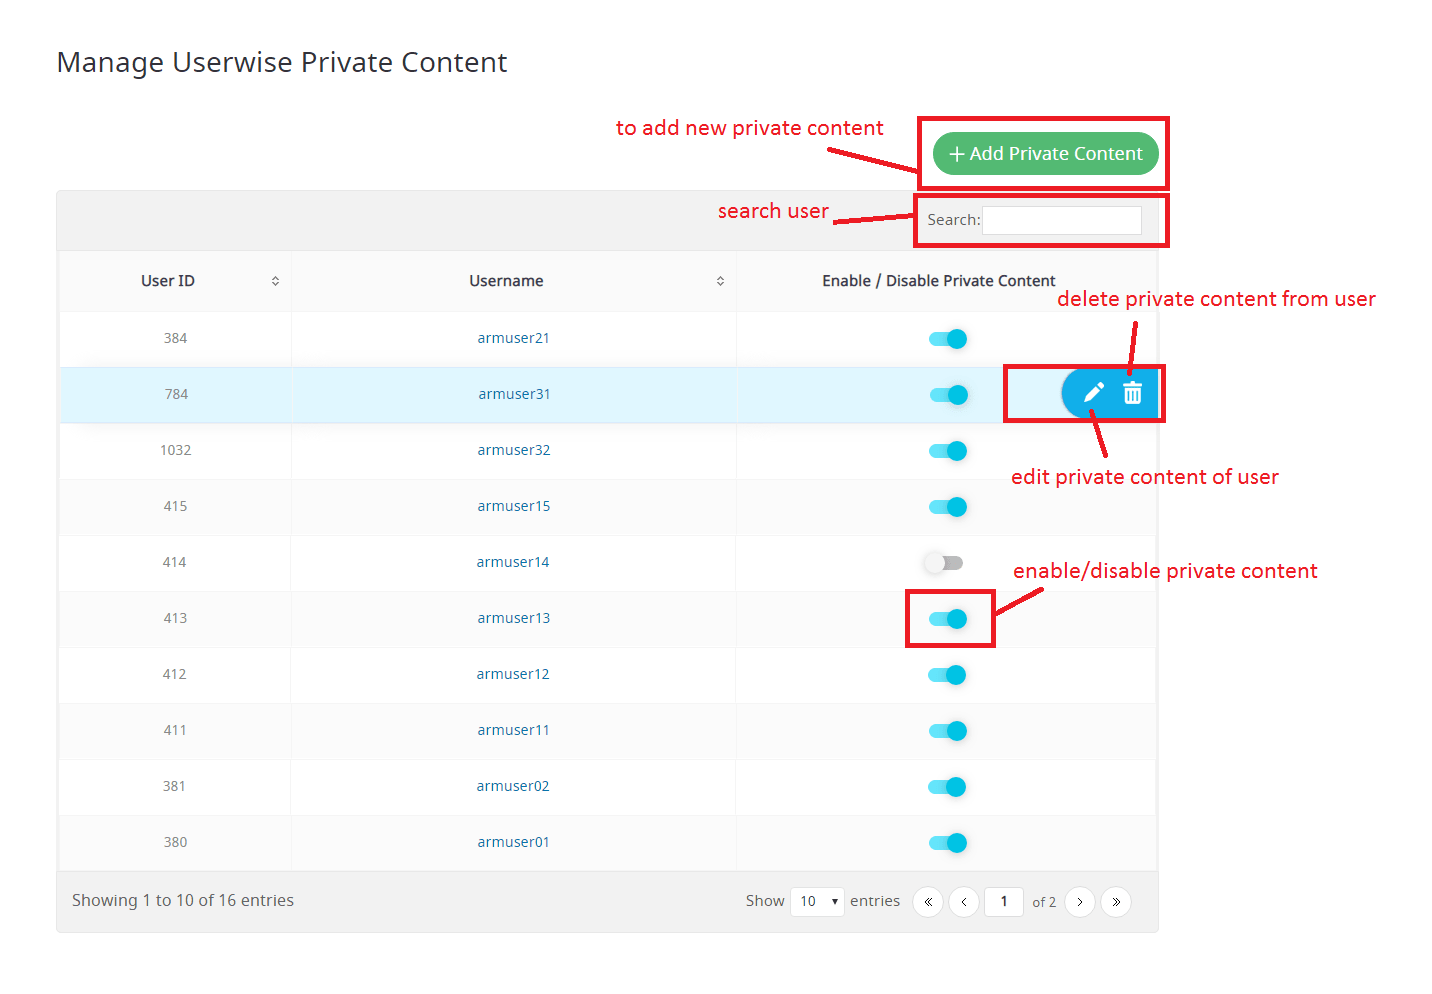 Manage Userwise Private Content
to add new private content
+ Add Private Content
search user
Search:
User ID Username Enable / Disable Private Content
delete private content from user
384 armuser21
784 armuser31
1032 armuser32
edit private content of user
415 armuser15
414 armuser14
enable/disable private content
413 armuser13
412 armuser12
411 armuser11
381 armuser02
380 armuser01
Showing 1 to 10 of 16 entries Show 10 entries « ‹ 1 of 2 › »